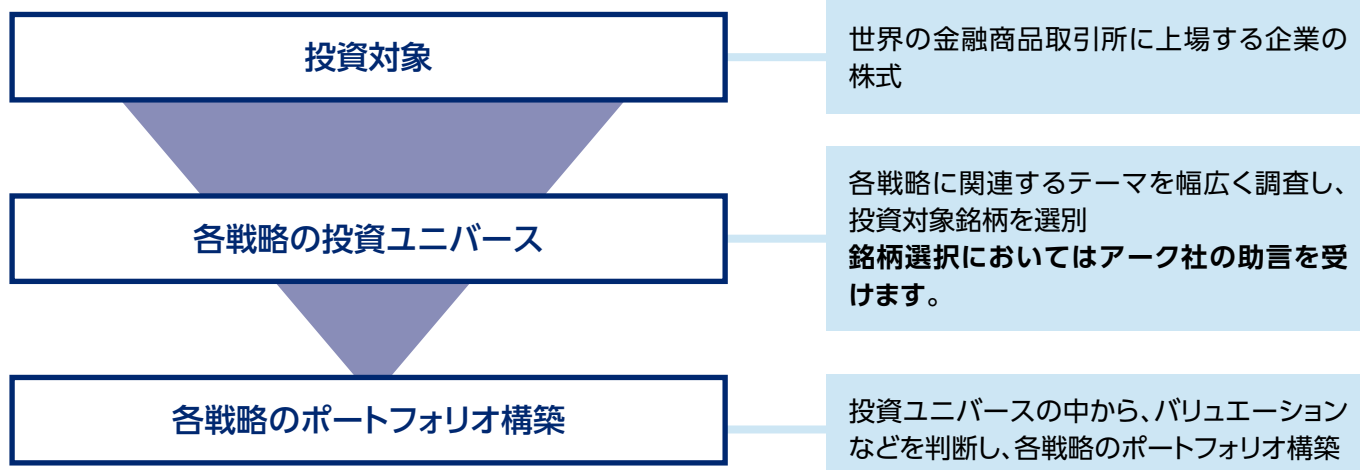 投資対象
世界の金融商品取引所に上場する企業の
株式
各戦略の投資ユニバース
各戦略に関連するテーマを幅広く調査し、
投資対象銘柄を選別
銘柄選択においてはアーク社の助言を受
けます。
各戦略のポートフォリオ構築
投資ユニバースの中から、バリュエーション
などを判断し、各戦略のポートフォリオ構築